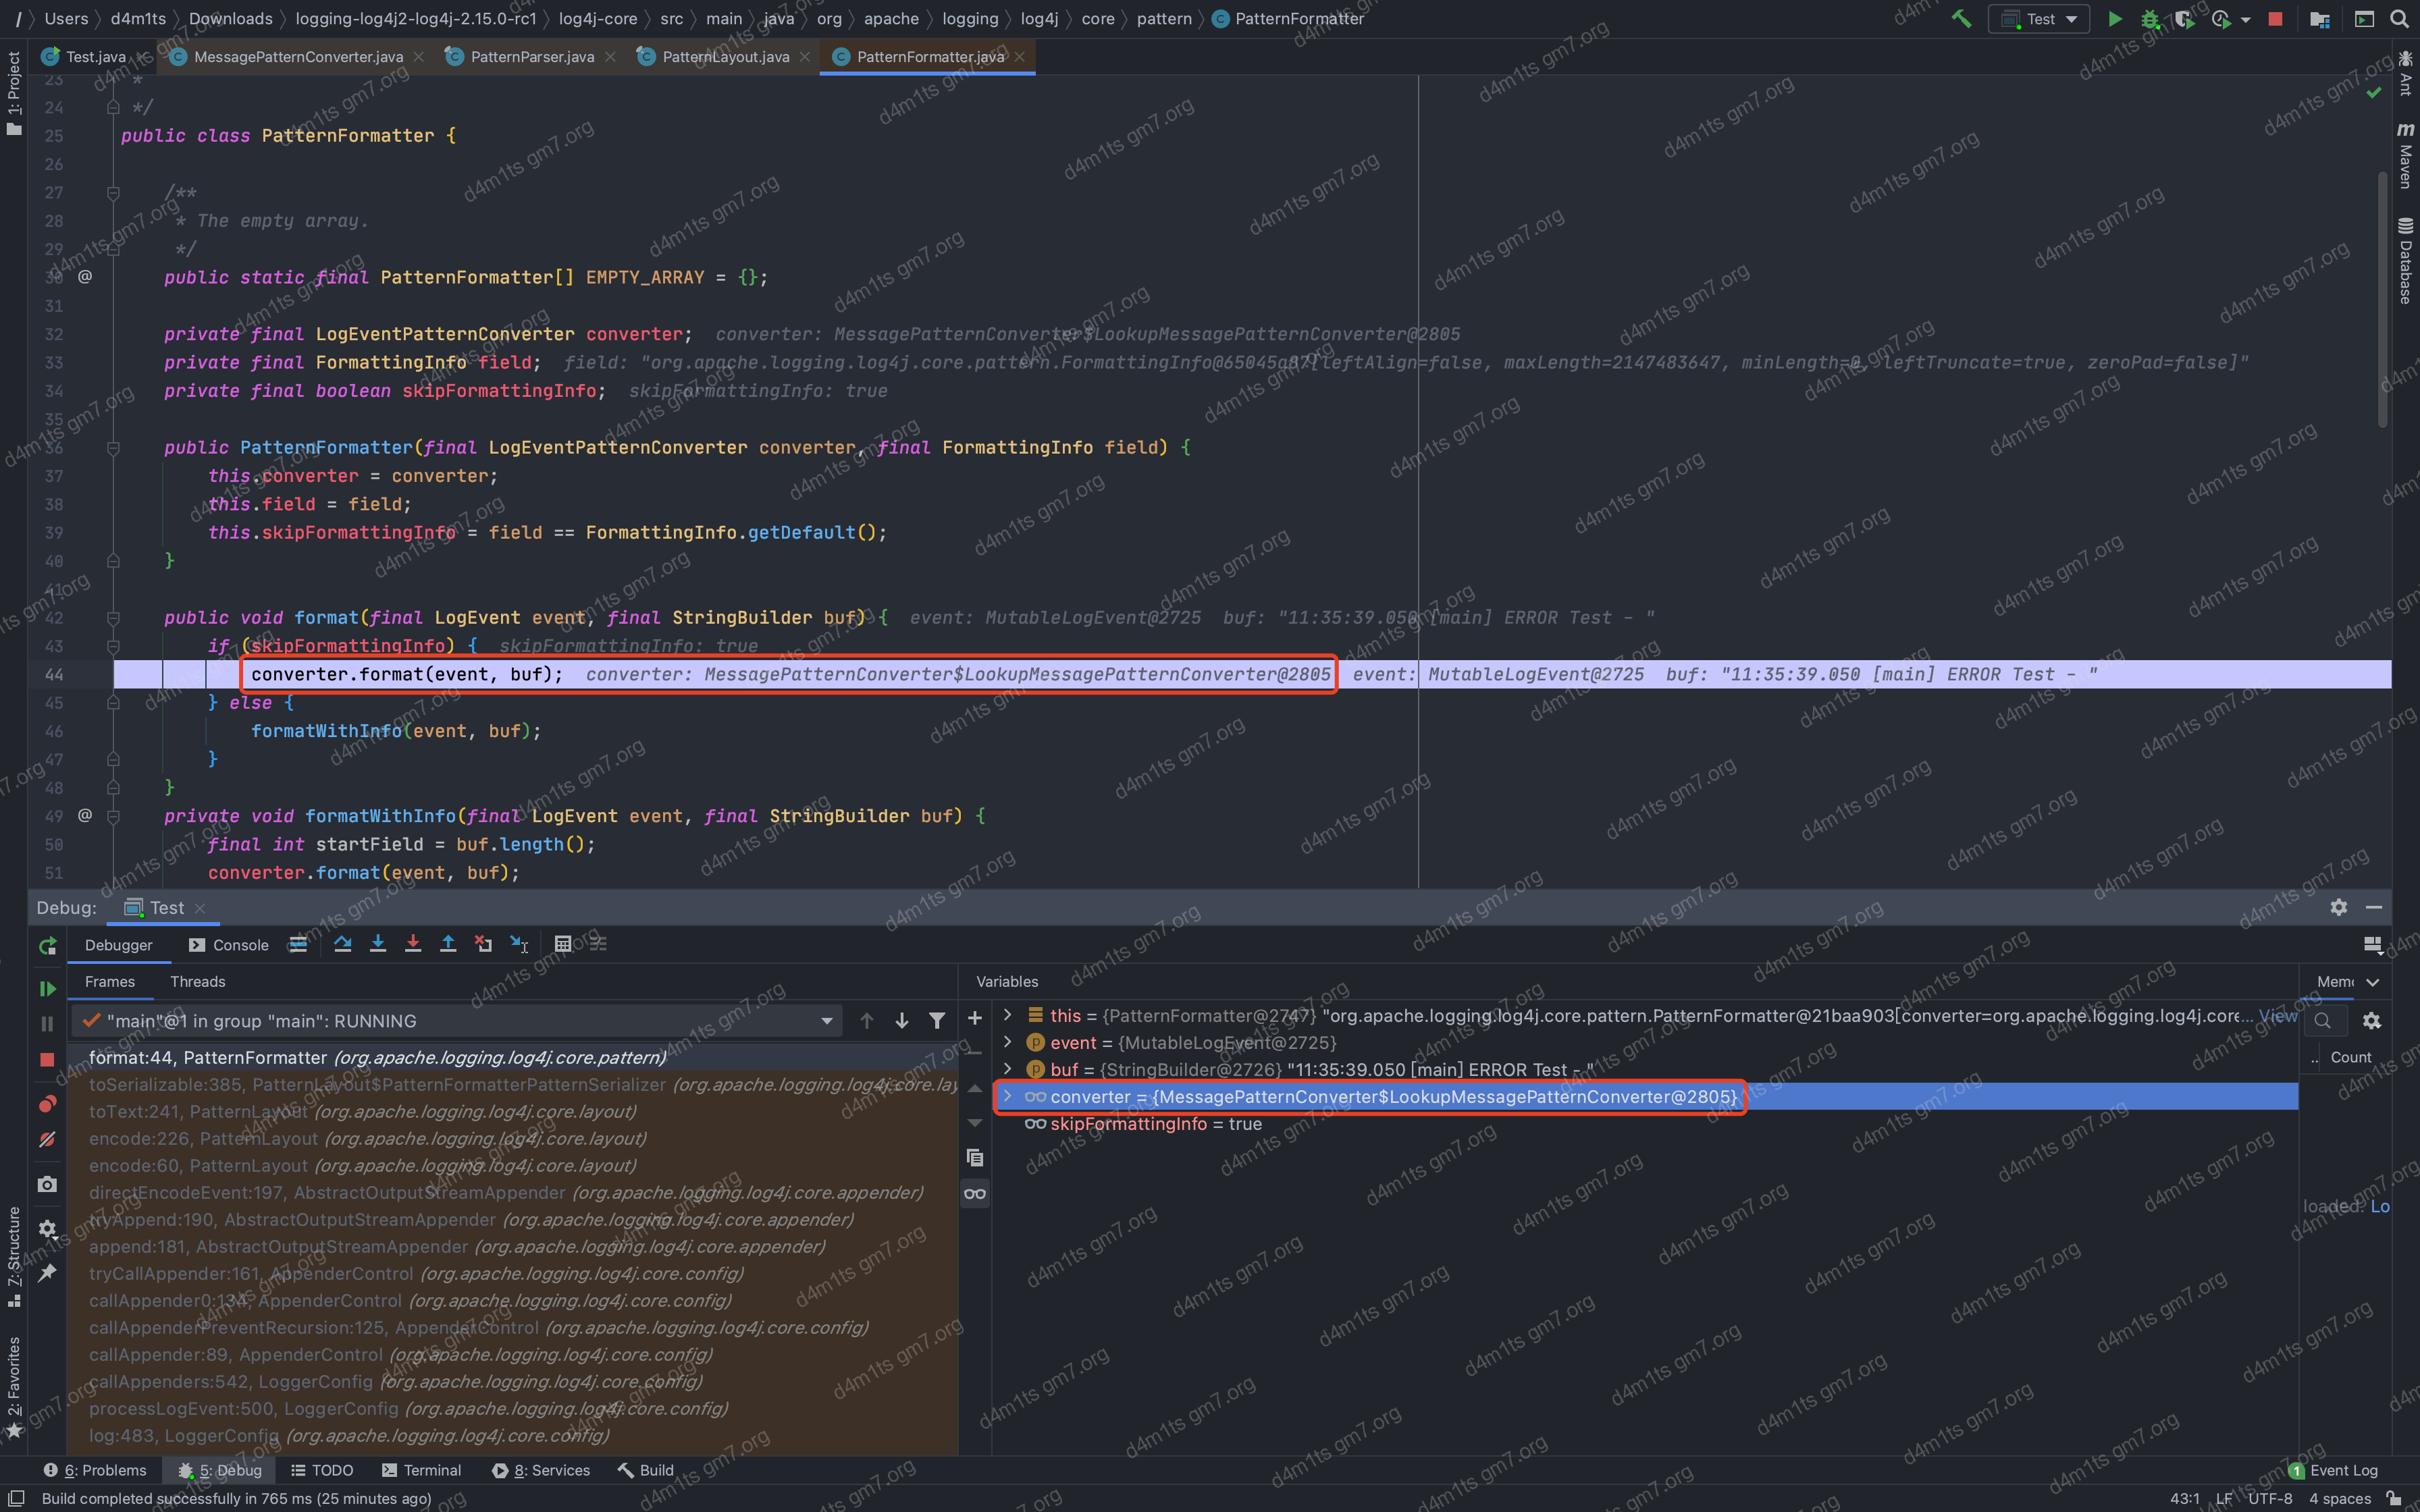 / Users d4m1ts Downloads logging-log4j2-log4j-2.15.0-rc1 log4j-core src main java org apache logging log4j core pattern PatternFormatter Test
Test.java MessagePatternConverter.java PatternParser.java PatternLayout.java PatternFormatter.java
1: Project
Ant
Maven
Database
23 *
24 */
25 public class PatternFormatter {
26
27 /**
28 * The empty array.
29 */
30 @ public static final PatternFormatter[] EMPTY_ARRAY = {};
31
32 private final LogEventPatternConverter converter; converter: MessagePatternConverter$LookupMessagePatternConverter@2805
33 private final FormattingInfo field; field: "org.apache.logging.log4j.core.pattern.FormattingInfo@65045a87[leftAlign=false, maxLength=2147483647, minLength=0, leftTruncate=true, zeroPad=false]"
34 private final boolean skipFormattingInfo; skipFormattingInfo: true
35
36 public PatternFormatter(final LogEventPatternConverter converter, final FormattingInfo field) {
37 this.converter = converter;
38 this.field = field;
39 this.skipFormattingInfo = field == FormattingInfo.getDefault();
40 }
41
42 public void format(final LogEvent event, final StringBuilder buf) { event: MutableLogEvent@2725 buf: "11:35:39.050 [main] ERROR Test - "
43 if (skipFormattingInfo) { skipFormattingInfo: true
44 converter.format(event, buf); converter: MessagePatternConverter$LookupMessagePatternConverter@2805 event: MutableLogEvent@2725 buf: "11:35:39.050 [main] ERROR Test - "
45 } else {
46 formatWithInfo(event, buf);
47 }
48 }
49 @ private void formatWithInfo(final LogEvent event, final StringBuilder buf) {
50 final int startField = buf.length();
51 converter.format(event, buf);
Debug: Test
Debugger Console
Frames Threads
"main"@1 in group "main": RUNNING
format:44, PatternFormatter (org.apache.logging.log4j.core.pattern)
toSerializable:385, PatternLayout$PatternFormatterPatternSerializer (org.apache.logging.log4j.core.lay
toText:241, PatternLayout (org.apache.logging.log4j.core.layout)
encode:226, PatternLayout (org.apache.logging.log4j.core.layout)
encode:60, PatternLayout (org.apache.logging.log4j.core.layout)
directEncodeEvent:197, AbstractOutputStreamAppender (org.apache.logging.log4j.core.appender)
tryAppend:190, AbstractOutputStreamAppender (org.apache.logging.log4j.core.appender)
append:181, AbstractOutputStreamAppender (org.apache.logging.log4j.core.appender)
tryCallAppender:161, AppenderControl (org.apache.logging.log4j.core.config)
callAppender0:134, AppenderControl (org.apache.logging.log4j.core.config)
callAppenderPreventRecursion:125, AppenderControl (org.apache.logging.log4j.core.config)
callAppender:89, AppenderControl (org.apache.logging.log4j.core.config)
callAppenders:542, LoggerConfig (org.apache.logging.log4j.core.config)
processLogEvent:500, LoggerConfig (org.apache.logging.log4j.core.config)
log:483, LoggerConfig (org.apache.logging.log4j.core.config)
Variables
this = {PatternFormatter@2747} "org.apache.logging.log4j.core.pattern.PatternFormatter@21baa903[converter=org.apache.logging.log4j.core... View
event = {MutableLogEvent@2725}
buf = {StringBuilder@2726} "11:35:39.050 [main] ERROR Test - "
converter = {MessagePatternConverter$LookupMessagePatternConverter@2805}
skipFormattingInfo = true
Memo
.. Count
loaded. Lo
7: Structure
2: Favorites
6: Problems 5: Debug TODO Terminal 8: Services Build 1 Event Log
Build completed successfully in 765 ms (25 minutes ago) 43:1 LF UTF-8 4 spaces
d4m1ts gm7.org